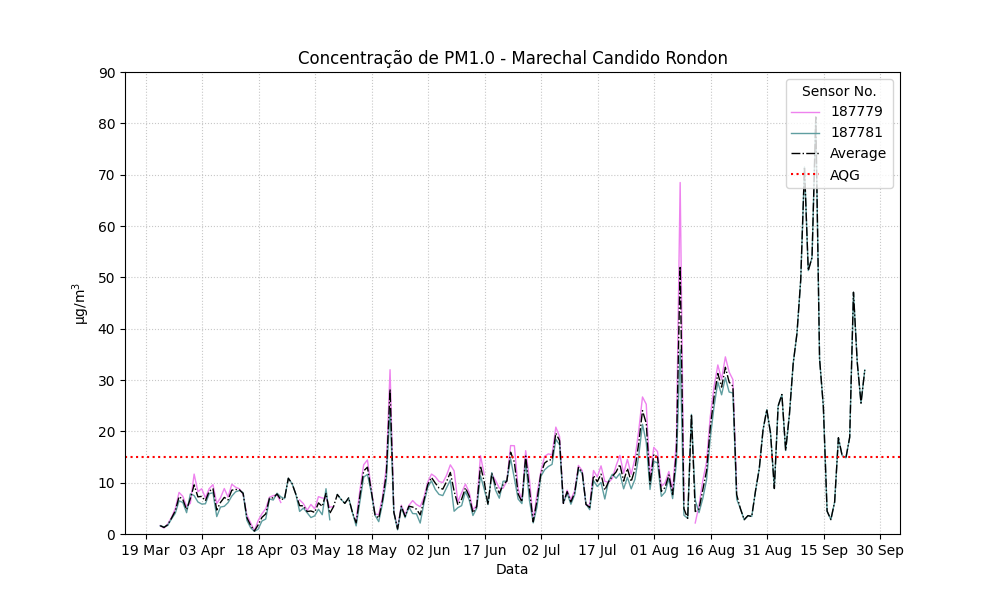 Concentração de PM1.0 - Marechal Candido Rondon
Sensor No.
187779
187781
Average
AQG
90
80
70
60
50
40
30
20
10
0
µg/m³
19 Mar 03 Apr 18 Apr 03 May 18 May 02 Jun 17 Jun 02 Jul 17 Jul 01 Aug 16 Aug 31 Aug 15 Sep 30 Sep
Data